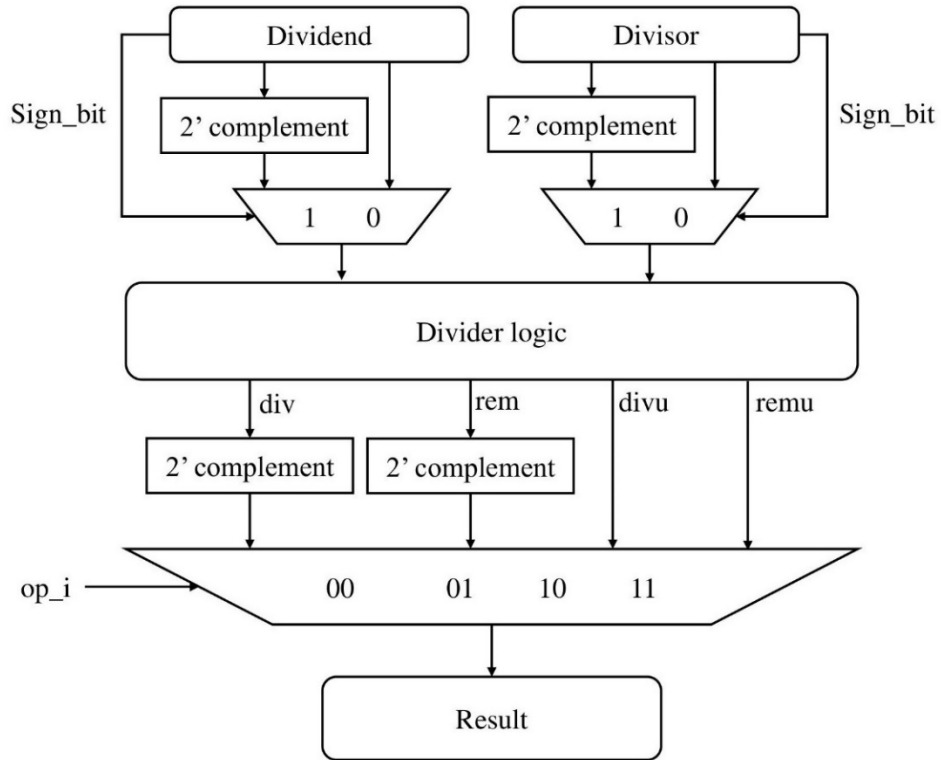 Dividend
Divisor
Sign_bit
2’ complement
2’ complement
Sign_bit
1 0
1 0
Divider logic
div
rem
divu
remu
2’ complement
2’ complement
op_i
00 01 10 11
Result